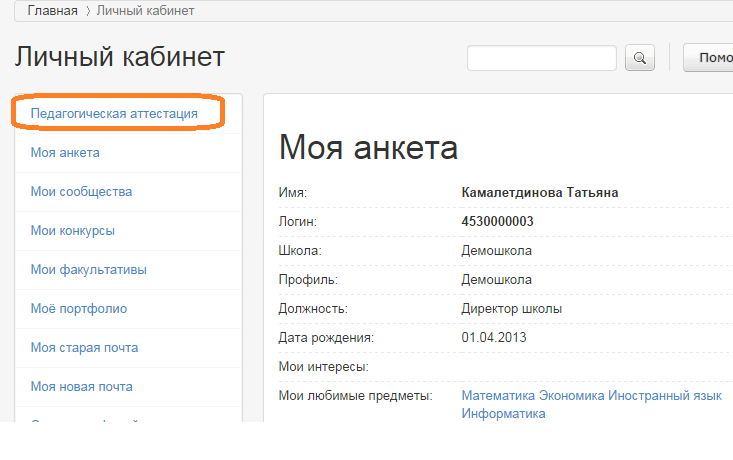 Главная 〉 Личный кабинет
Личный кабинет
Педагогическая аттестация
Моя анкета
Мои сообщества
Мои конкурсы
Мои факультативы
Моё портфолио
Моя старая почта
Моя новая почта
Моя анкета
Имя: Камалетдинова Татьяна
Логин: 4530000003
Школа: Демошкола
Профиль: Демошкола
Должность: Директор школы
Дата рождения: 01.04.2013
Мои интересы:
Мои любимые предметы: Математика Экономика Иностранный язык
Информатика